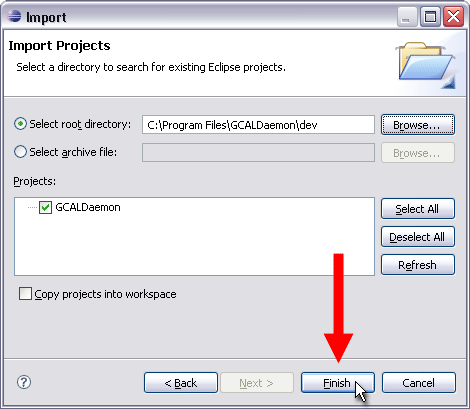 Import
Import Projects
Select a directory to search for existing Eclipse projects.
Select root directory: C:\Program Files\GCALDaemon\dev Browse...
Select archive file: Browse...
Projects:
GCALDaemon
Select All
Deselect All
Refresh
Copy projects into workspace
? < Back Next > Finish Cancel